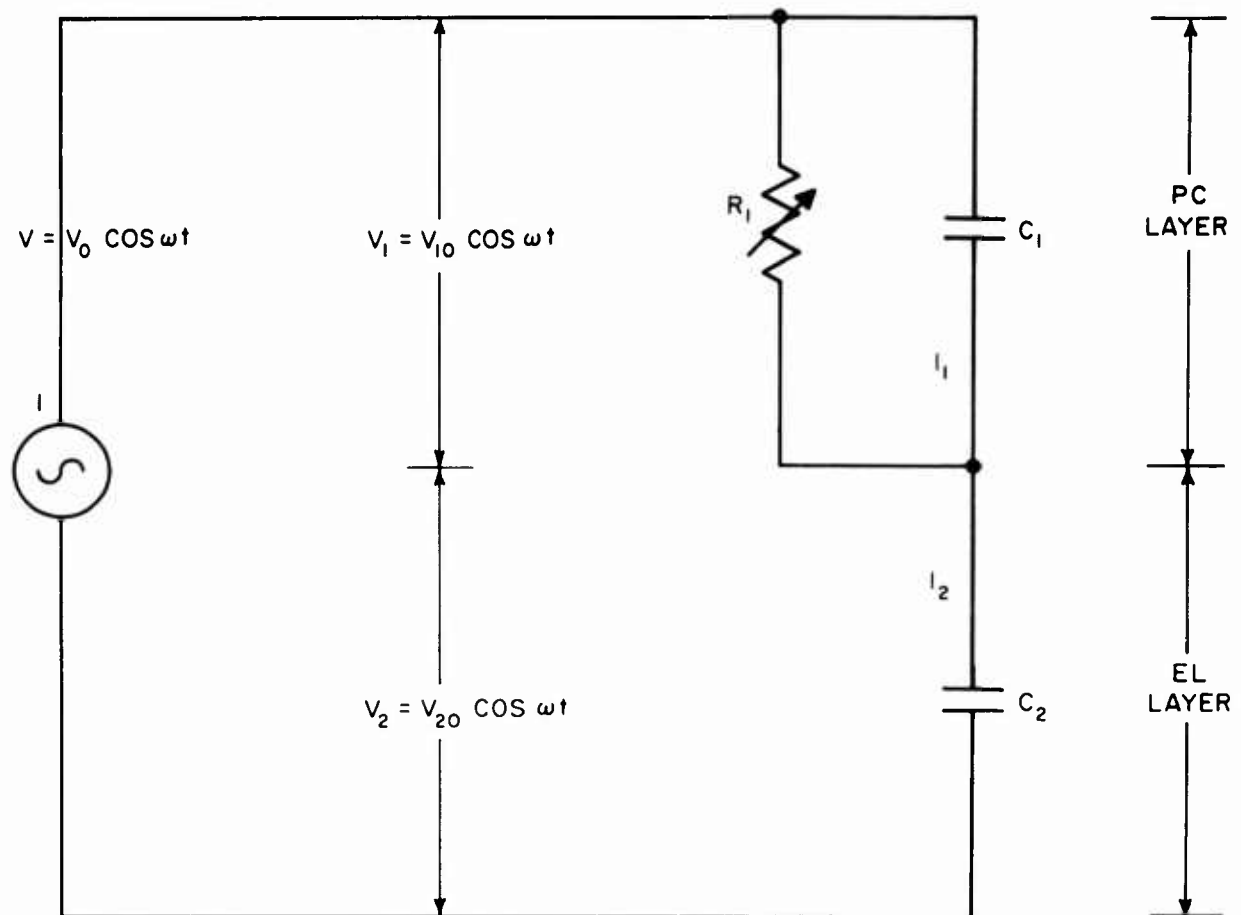 V = V₀ COS ωt
V₁ = V₁₀ COS ωt
R₁
C₁
PC
LAYER
I₁
I
I₂
V₂ = V₂₀ COS ωt
C₂
EL
LAYER